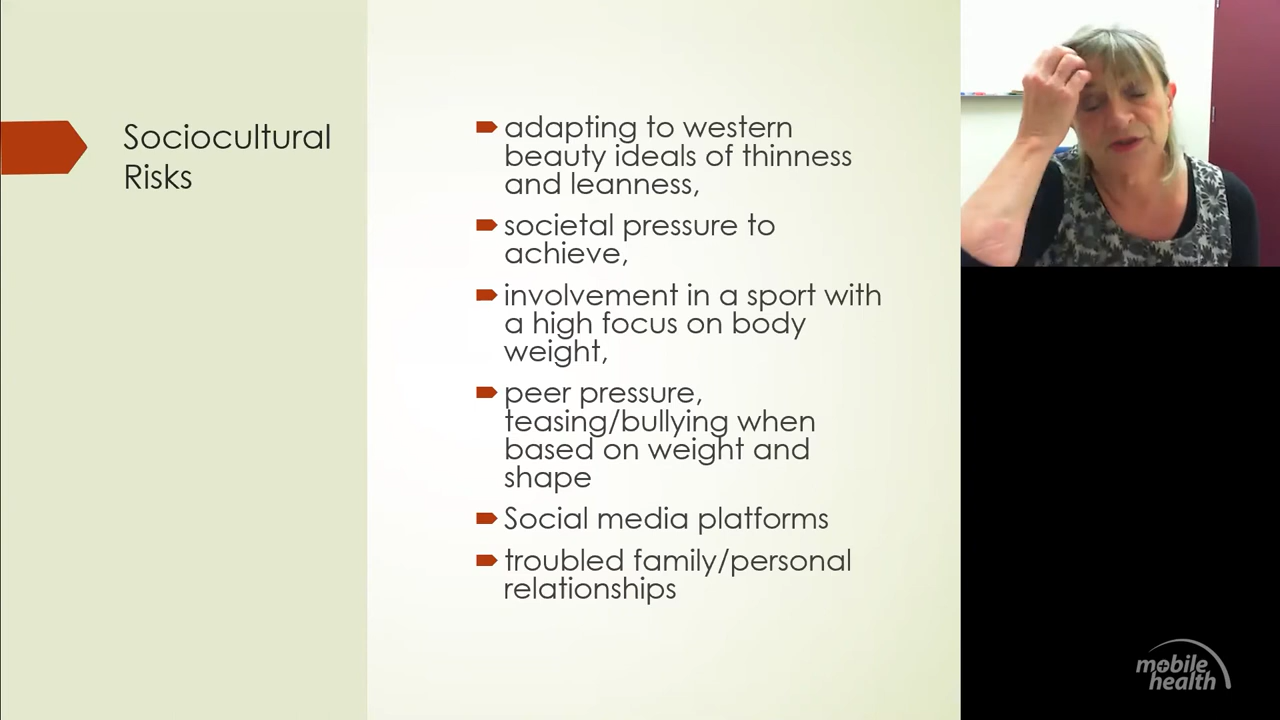 Sociocultural
Risks
adapting to western
beauty ideals of thinness
and leanness,
societal pressure to
achieve,
involvement in a sport with
a high focus on body
weight,
peer pressure,
teasing/bullying when
based on weight and
shape
Social media platforms
troubled family/personal
relationships
mobile
health